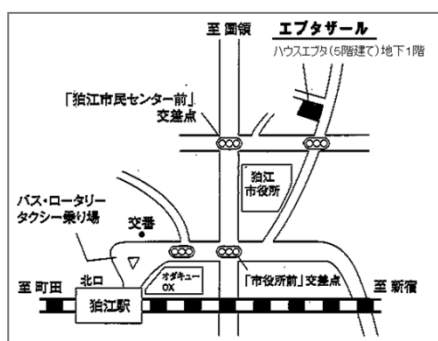 至 国領
エプタザール
ハウスエプタ(5階建て)地下1階
「狛江市民センター前」
交差点
狛江
市役所
バス・ロータリー
タクシー乗り場
交番
「市役所前」交差点
至 町田
北口
オダキュー
OX
至 新宿
狛江駅